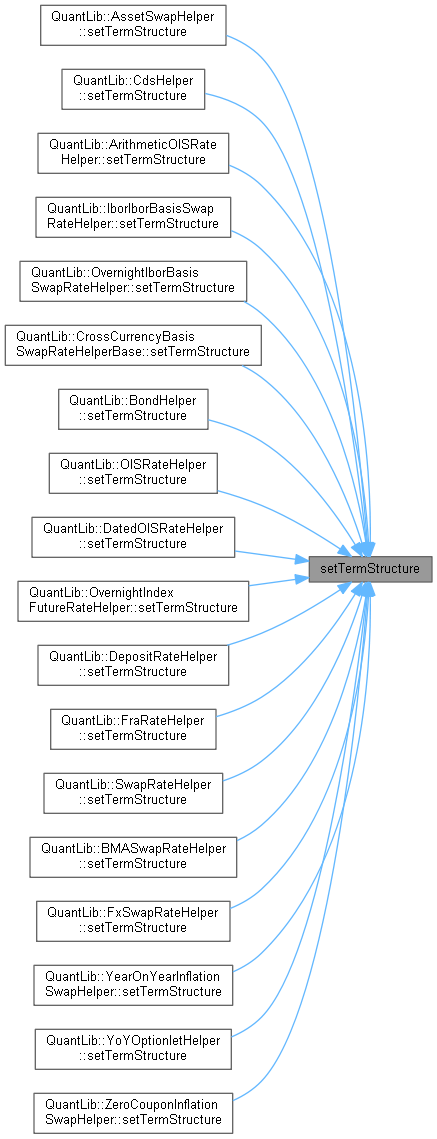 QuantLib::AssetSwapHelper
::setTermStructure
QuantLib::CdsHelper
::setTermStructure
QuantLib::ArithmeticOISRate
Helper::setTermStructure
QuantLib::IborIborBasisSwap
RateHelper::setTermStructure
QuantLib::OvernightIborBasis
SwapRateHelper::setTermStructure
QuantLib::CrossCurrencyBasis
SwapRateHelperBase::setTermStructure
QuantLib::BondHelper
::setTermStructure
QuantLib::OISRateHelper
::setTermStructure
QuantLib::DatedOISRateHelper
::setTermStructure
setTermStructure
QuantLib::OvernightIndex
FutureRateHelper::setTermStructure
QuantLib::DepositRateHelper
::setTermStructure
QuantLib::FraRateHelper
::setTermStructure
QuantLib::SwapRateHelper
::setTermStructure
QuantLib::BMASwapRateHelper
::setTermStructure
QuantLib::FxSwapRateHelper
::setTermStructure
QuantLib::YearOnYearInflation
SwapHelper::setTermStructure
QuantLib::YoYOptionletHelper
::setTermStructure
QuantLib::ZeroCouponInflation
SwapHelper::setTermStructure